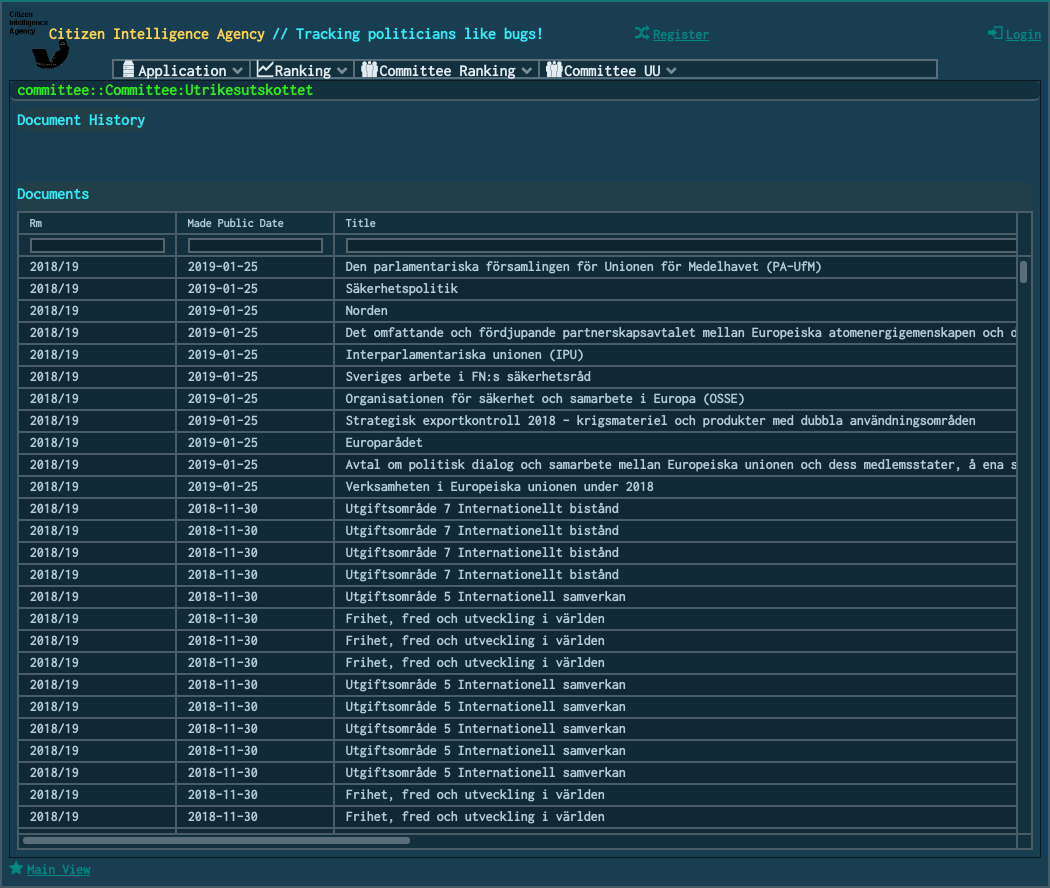 Citizen
Intelligence
Agency
Citizen Intelligence Agency // Tracking politicians like bugs!
Register
Login
Application
Ranking
Committee Ranking
Committee UU
committee::Committee:Utrikesutskottet
Document History
Documents
Rm Made Public Date Title
2018/19 2019-01-25 Den parlamentariska församlingen för Unionen för Medelhavet (PA-UfM)
2018/19 2019-01-25 Säkerhetspolitik
2018/19 2019-01-25 Norden
2018/19 2019-01-25 Det omfattande och fördjupande partnerskapsavtalet mellan Europeiska atomenergigemenskapen och d
2018/19 2019-01-25 Interparlamentariska unionen (IPU)
2018/19 2019-01-25 Sveriges arbete i FN:s säkerhetsråd
2018/19 2019-01-25 Organisationen för säkerhet och samarbete i Europa (OSSE)
2018/19 2019-01-25 Strategisk exportkontroll 2018 – krigsmateriel och produkter med dubbla användningsområden
2018/19 2019-01-25 Europarådet
2018/19 2019-01-25 Avtal om politisk dialog och samarbete mellan Europeiska unionen och dess medlemsstater, å ena s
2018/19 2019-01-25 Verksamheten i Europeiska unionen under 2018
2018/19 2018-11-30 Utgiftsområde 7 Internationellt bistånd
2018/19 2018-11-30 Utgiftsområde 7 Internationellt bistånd
2018/19 2018-11-30 Utgiftsområde 7 Internationellt bistånd
2018/19 2018-11-30 Utgiftsområde 7 Internationellt bistånd
2018/19 2018-11-30 Utgiftsområde 5 Internationell samverkan
2018/19 2018-11-30 Frihet, fred och utveckling i världen
2018/19 2018-11-30 Frihet, fred och utveckling i världen
2018/19 2018-11-30 Frihet, fred och utveckling i världen
2018/19 2018-11-30 Utgiftsområde 5 Internationell samverkan
2018/19 2018-11-30 Utgiftsområde 5 Internationell samverkan
2018/19 2018-11-30 Utgiftsområde 5 Internationell samverkan
2018/19 2018-11-30 Utgiftsområde 5 Internationell samverkan
2018/19 2018-11-30 Utgiftsområde 5 Internationell samverkan
2018/19 2018-11-30 Frihet, fred och utveckling i världen
2018/19 2018-11-30 Frihet, fred och utveckling i världen
Main View